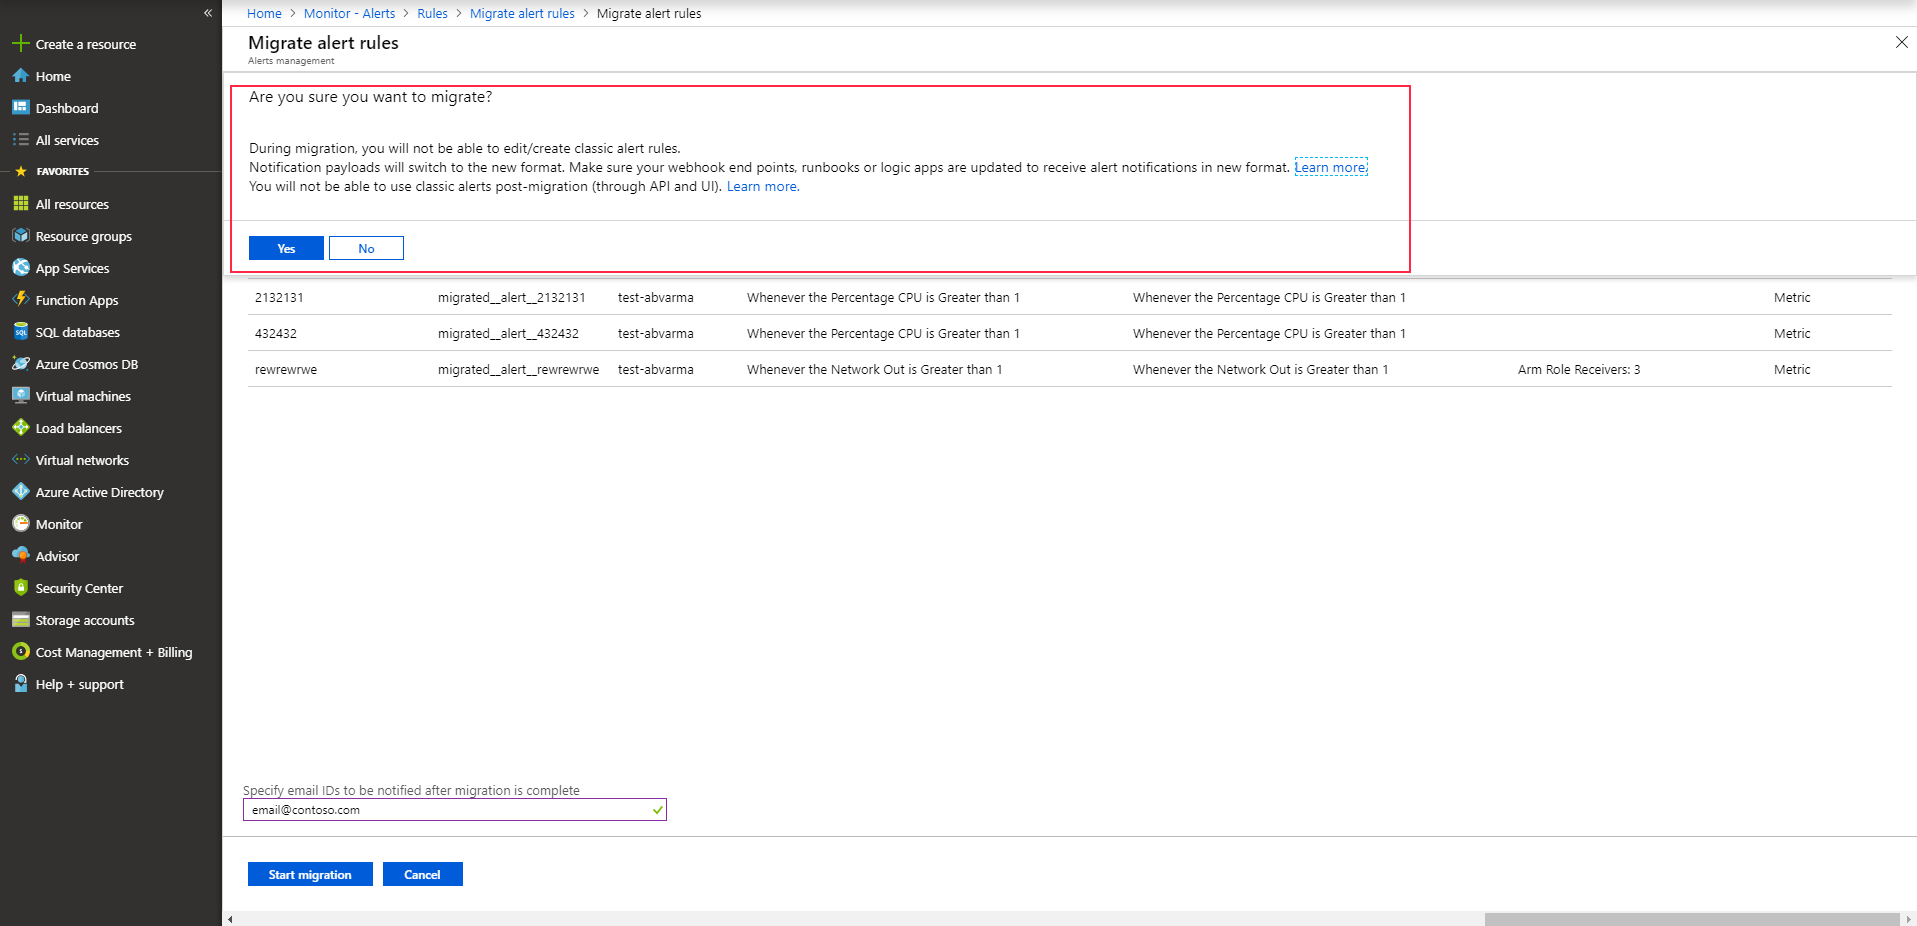 «
Home > Monitor - Alerts > Rules > Migrate alert rules > Migrate alert rules
Create a resource
Home
Dashboard
All services
FAVORITES
All resources
Resource groups
App Services
Function Apps
SQL databases
Azure Cosmos DB
Virtual machines
Load balancers
Virtual networks
Azure Active Directory
Monitor
Advisor
Security Center
Storage accounts
Cost Management + Billing
Help + support
Migrate alert rules
Alerts management
Are you sure you want to migrate?
During migration, you will not be able to edit/create classic alert rules.
Notification payloads will switch to the new format. Make sure your webhook end points, runbooks or logic apps are updated to receive alert notifications in new format. Learn more.
You will not be able to use classic alerts post-migration (through API and UI). Learn more.
Yes No
2132131 migrated__alert__2132131 test-abvarma Whenever the Percentage CPU is Greater than 1 Whenever the Percentage CPU is Greater than 1 Metric
432432 migrated__alert__432432 test-abvarma Whenever the Percentage CPU is Greater than 1 Whenever the Percentage CPU is Greater than 1 Metric
rewrewrwe migrated__alert__rewrewrwe test-abvarma Whenever the Network Out is Greater than 1 Whenever the Network Out is Greater than 1 Arm Role Receivers: 3 Metric
Specify email IDs to be notified after migration is complete
email@contoso.com
Start migration Cancel